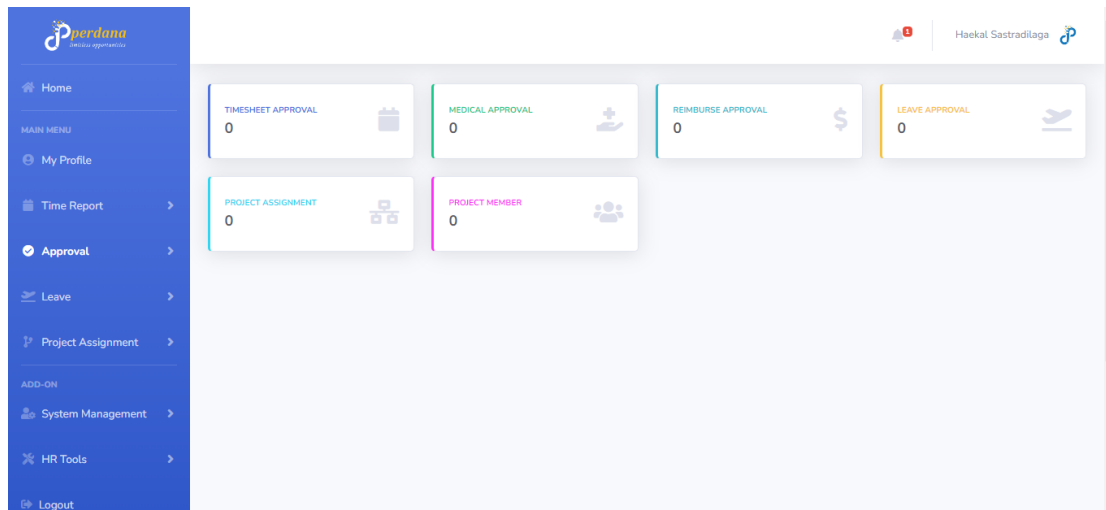 perdana
Haekal Sastradilaga
1
Home
MAIN MENU
My Profile
Time Report
Approval
Leave
Project Assignment
ADD-ON
System Management
HR Tools
Logout
TIMESHEET APPROVAL
0
MEDICAL APPROVAL
0
REIMBURSE APPROVAL
0
LEAVE APPROVAL
0
PROJECT ASSIGNMENT
0
PROJECT MEMBER
0